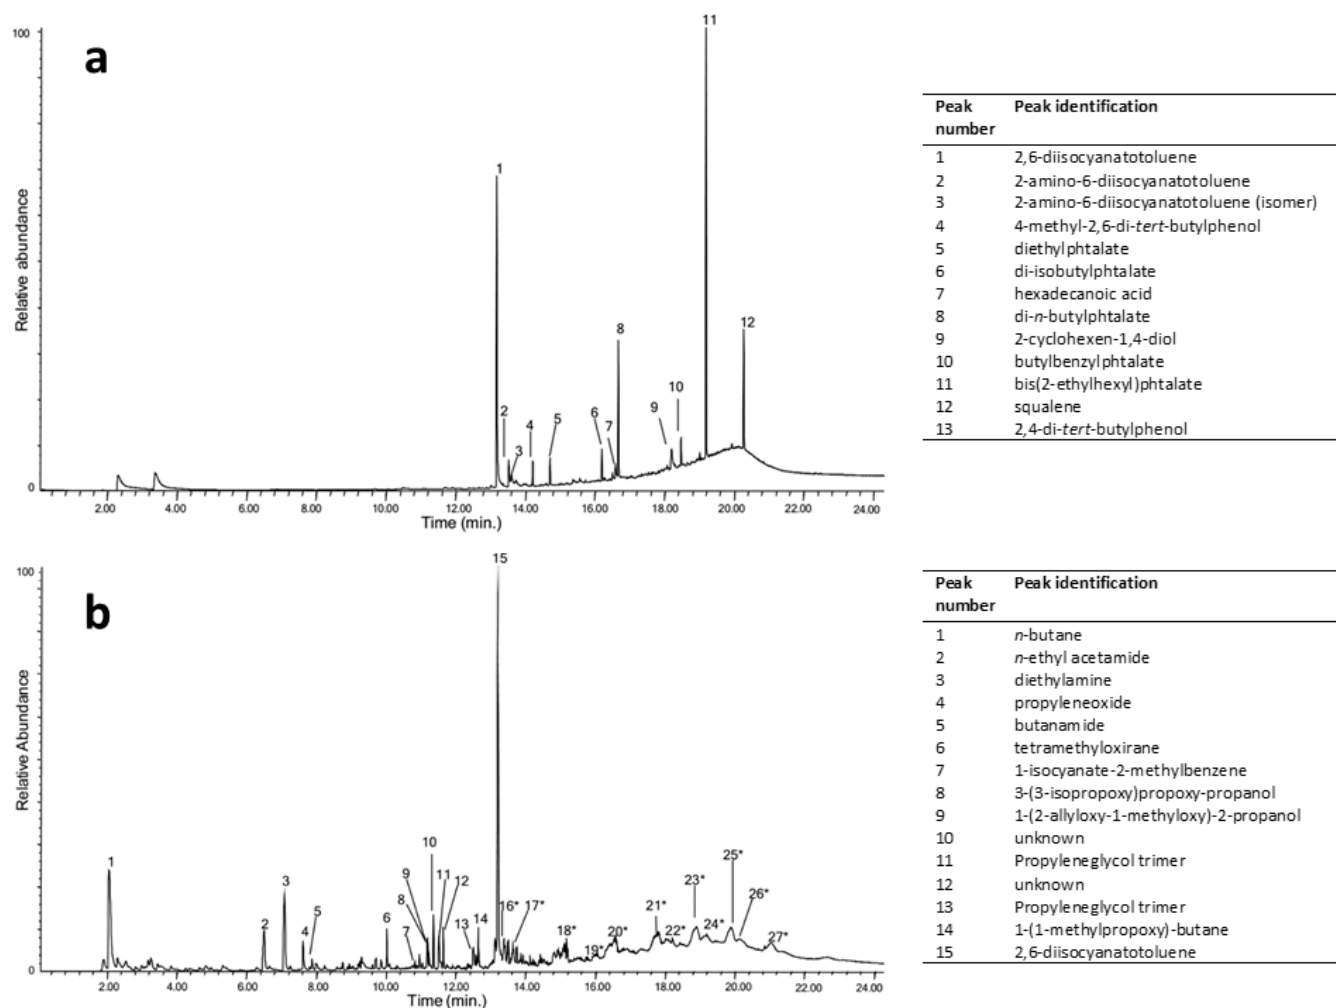 a
100
Relative abundance
0
1
2
3
4
5
6
7
8
9
10
11
12
2.00 4.00 6.00 8.00 10.00 12.00 14.00 16.00 18.00 20.00 22.00 24.00
Time (min.)
Peak number Peak identification
1 2,6-diisocyanatotoluene
2 2-amino-6-diisocyanatotoluene
3 2-amino-6-diisocyanatotoluene (isomer)
4 4-methyl-2,6-di-tert-butylphenol
5 diethylphtalate
6 di-isobutylphtalate
7 hexadecanoic acid
8 di-n-butylphtalate
9 2-cyclohexen-1,4-diol
10 butylbenzylphtalate
11 bis(2-ethylhexyl)phtalate
12 squalene
13 2,4-di-tert-butylphenol
b
100
Relative Abundance
0
1
2
3
4
5
6
7
8
9
10
11
12
13
14
15
16*
17*
18*
19*
20*
21*
22*
23*
24*
25*
26*
27*
2.00 4.00 6.00 8.00 10.00 12.00 14.00 16.00 18.00 20.00 22.00 24.00
Time (min.)
Peak number Peak identification
1 n-butane
2 n-ethyl acetamide
3 diethylamine
4 propyleneoxide
5 butanamide
6 tetramethyloxirane
7 1-isocyanate-2-methylbenzene
8 3-(3-isopropoxy)propoxy-propanol
9 1-(2-allyloxy-1-methyloxy)-2-propanol
10 unknown
11 Propyleneglycol trimer
12 unknown
13 Propyleneglycol trimer
14 1-(1-methylpropoxy)-butane
15 2,6-diisocyanatotoluene